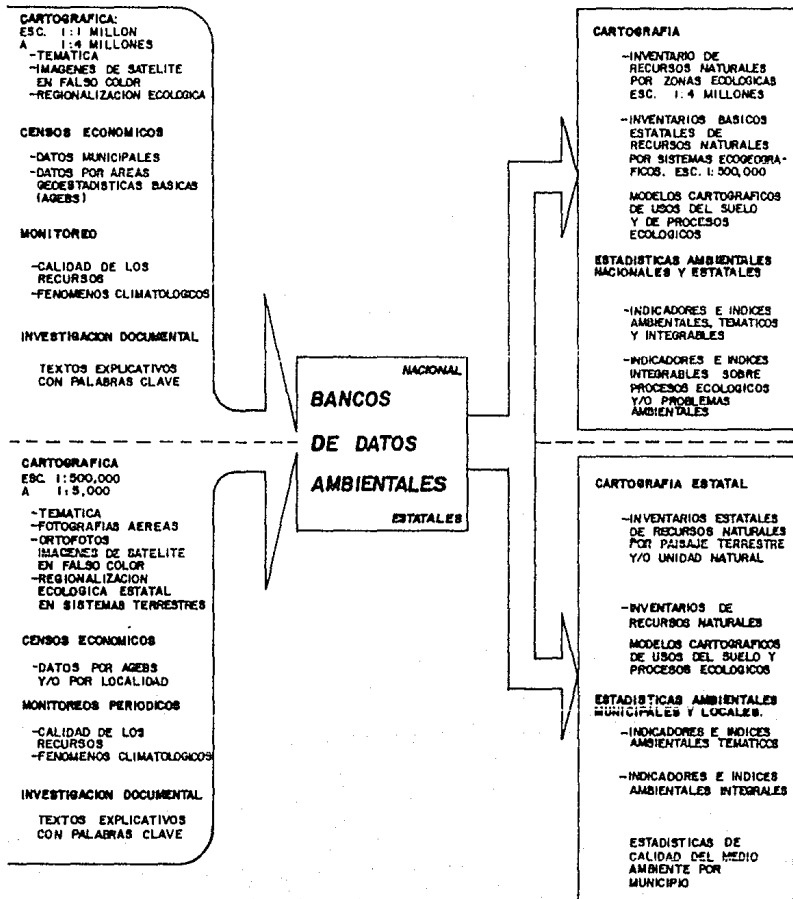 CARTOGRAFICA:
ESC. 1:1 MILLON
A 1:4 MILLONES
-TEMATICA
-IMAGENES DE SATELITE
EN FALSO COLOR
-REGIONALIZACION ECOLOGICA
CENSOS ECONOMICOS
-DATOS MUNICIPALES
-DATOS POR AREAS
GEOESTADISTICAS BASICAS
(AGEBS)
MONITOREO
-CALIDAD DE LOS
RECURSOS
-FENOMENOS CLIMATOLOGICOS
INVESTIGACION DOCUMENTAL
TEXTOS EXPLICATIVOS
CON PALABRAS CLAVE
CARTOGRAFICA
ESC. 1:500,000
A 1:5,000
-TEMATICA
-FOTOGRAFIAS AEREAS
-ORTOFOTOS
IMAGENES DE SATELITE
EN FALSO COLOR
-REGIONALIZACION
ECOLOGICA ESTATAL
EN SISTEMAS TERRESTRES
CENSOS ECONOMICOS
-DATOS POR AGEBS
Y/O POR LOCALIDAD
MONITOREOS PERIODICOS
-CALIDAD DE LOS
RECURSOS
-FENOMENOS CLIMATOLOGICOS
INVESTIGACION DOCUMENTAL
TEXTOS EXPLICATIVOS
CON PALABRAS CLAVE
NACIONAL
BANCOS
DE DATOS
AMBIENTALES
ESTATALES
CARTOGRAFIA
-INVENTARIO DE
RECURSOS NATURALES
POR ZONAS ECOLOGICAS
ESC. 1:4 MILLONES
-INVENTARIOS BASICOS
ESTATALES DE
RECURSOS NATURALES
POR SISTEMAS ECOGEOGRA-
FICOS. ESC. 1:500,000
MODELOS CARTOGRAFICOS
DE USOS DEL SUELO
Y DE PROCESOS
ECOLOGICOS
ESTADISTICAS AMBIENTALES
NACIONALES Y ESTATALES
-INDICADORES E INDICES
AMBIENTALES, TEMATICOS
Y INTEGRABLES
-INDICADORES E INDICES
INTEGRABLES SOBRE
PROCESOS ECOLOGICOS
Y/O PROBLEMAS
AMBIENTALES
CARTOGRAFIA ESTATAL
-INVENTARIOS ESTATALES
DE RECURSOS NATURALES
POR PAISAJE TERRESTRE
Y/O UNIDAD NATURAL
-INVENTARIOS DE
RECURSOS NATURALES
MODELOS CARTOGRAFICOS
DE USOS DEL SUELO Y
PROCESOS ECOLOGICOS
ESTADISTICAS AMBIENTALES
MUNICIPALES Y LOCALES.
-INDICADORES E INDICES
AMBIENTALES TEMATICOS
-INDICADORES E INDICES
AMBIENTALES INTEGRALES
ESTADISTICAS DE
CALIDAD DEL MEDIO
AMBIENTE POR
MUNICIPIO